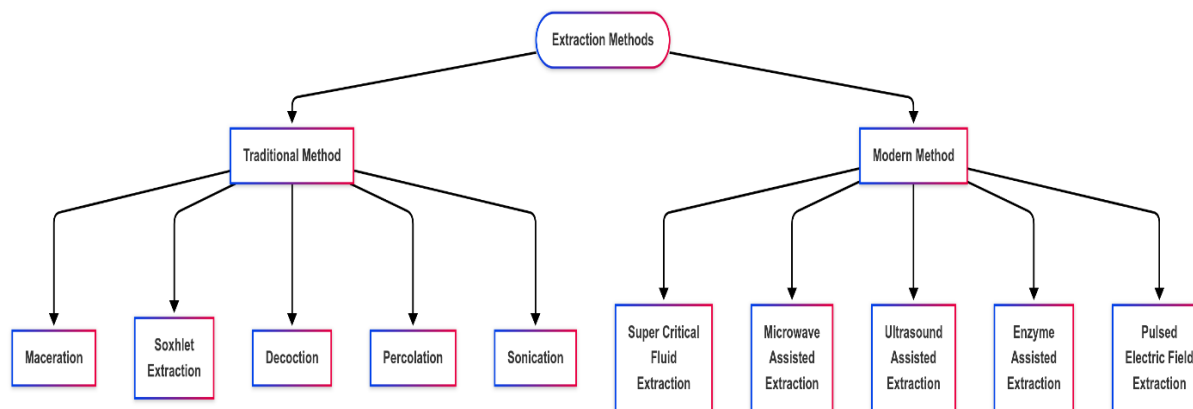 Extraction Methods
Traditional Method
Modern Method
Maceration
Soxhlet
Extraction
Decoction
Percolation
Sonication
Super Critical
Fluid
Extraction
Microwave
Assisted
Extraction
Ultrasound
Assisted
Extraction
Enzyme
Assisted
Extraction
Pulsed
Electric Field
Extraction